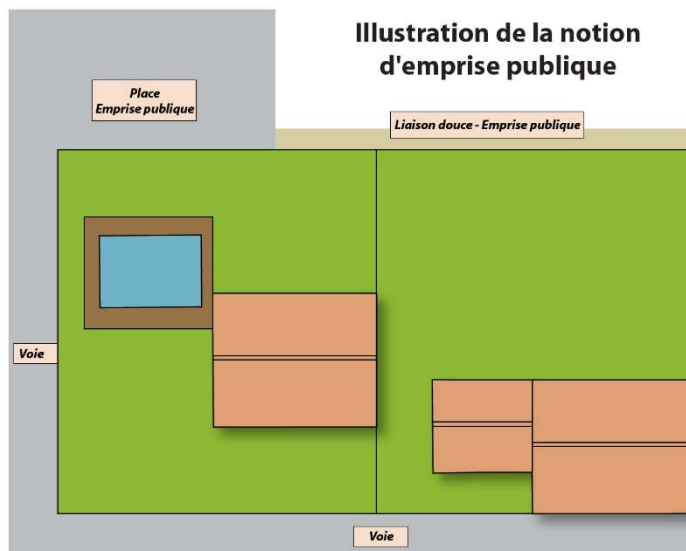 Illustration de la notion
d'emprise publique
Place
Emprise publique
Liaison douce - Emprise publique
Voie
Voie